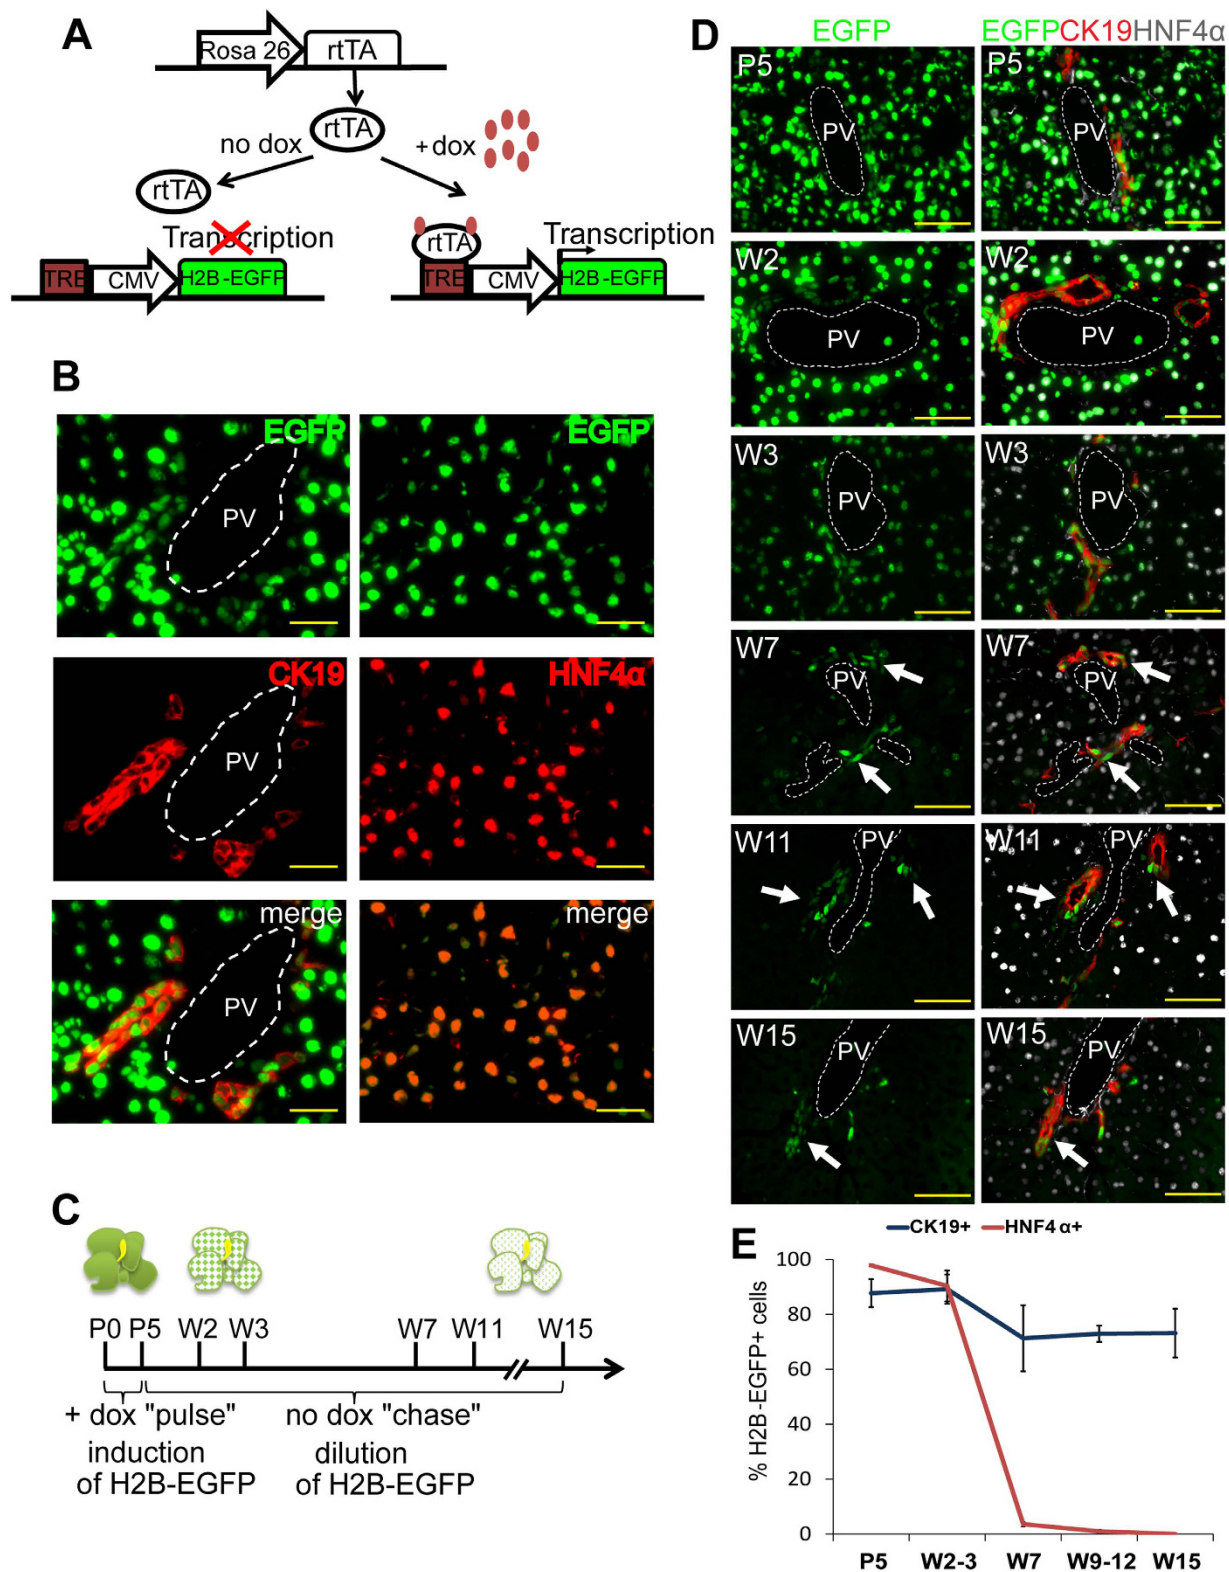 A
Rosa 26
rtTA
rtTA
no dox
+ dox
rtTA
rtTA
Transcription
Transcription
TRE
CMV
H2B-EGFP
TRE
CMV
H2B-EGFP
B
EGFP
PV
EGFP
CK19
PV
HNF4α
merge
PV
merge
C
P0
P5
W2
W3
W7
W11
W15
+ dox "pulse"
no dox "chase"
induction
of H2B-EGFP
dilution
of H2B-EGFP
D
EGFP
EGFPCK19HNF4α
P5
PV
P5
PV
W2
PV
W2
PV
W3
PV
W3
PV
W7
PV
W7
PV
W11
PV
W11
PV
W15
PV
W15
PV
E
CK19+
HNF4 α+
% H2B-EGFP+ cells
100
80
60
40
20
0
P5
W2-3
W7
W9-12
W15